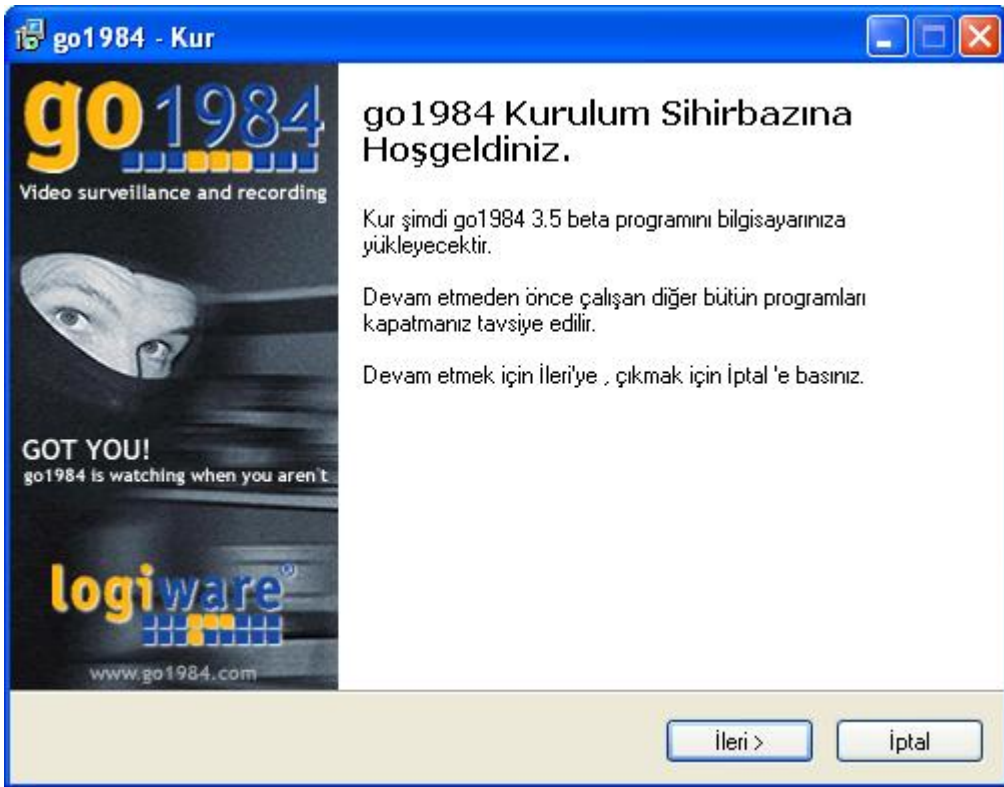 go1984 - Kur
go1984
Video surveillance and recording
GOT YOU!
go1984 is watching when you aren't
logiware®
www.go1984.com
go1984 Kurulum Sihirbazına
Hoşgeldiniz.
Kur şimdi go1984 3.5 beta programını bilgisayarınıza
yükleyecektir.
Devam etmeden önce çalışan diğer bütün programları
kapatmanız tavsiye edilir.
Devam etmek için İleri'ye , çıkmak için İptal 'e basınız.
İleri >
İptal